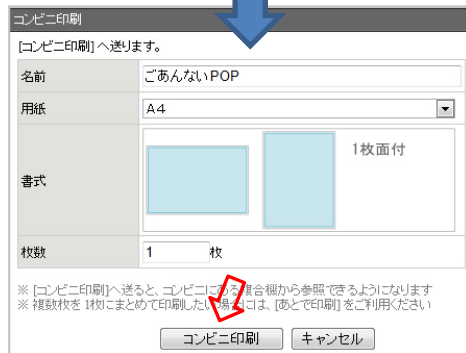 コンビニ印刷
[コンビニ印刷] へ送ります。
名前 ごあんないPOP
用紙 A4
書式 1枚面付
枚数 1 枚
※ [コンビニ印刷]へ送ると、コンビニにある複合機から参照できるようになります
※ 複数枚を 1枚にまとめて印刷したい場合には、[あとで印刷] をご利用ください
コンビニ印刷 キャンセル